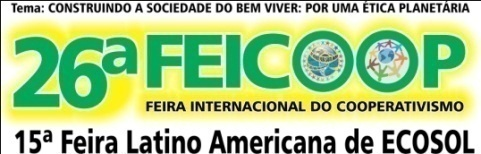 Tema: CONSTRUINDO A SOCIEDADE DO BEM VIVER: POR UMA ÉTICA PLANETÁRIA
26ª FEICOOP
FEIRA INTERNACIONAL DO COOPERATIVISMO
15ª Feira Latino Americana de ECOSOL